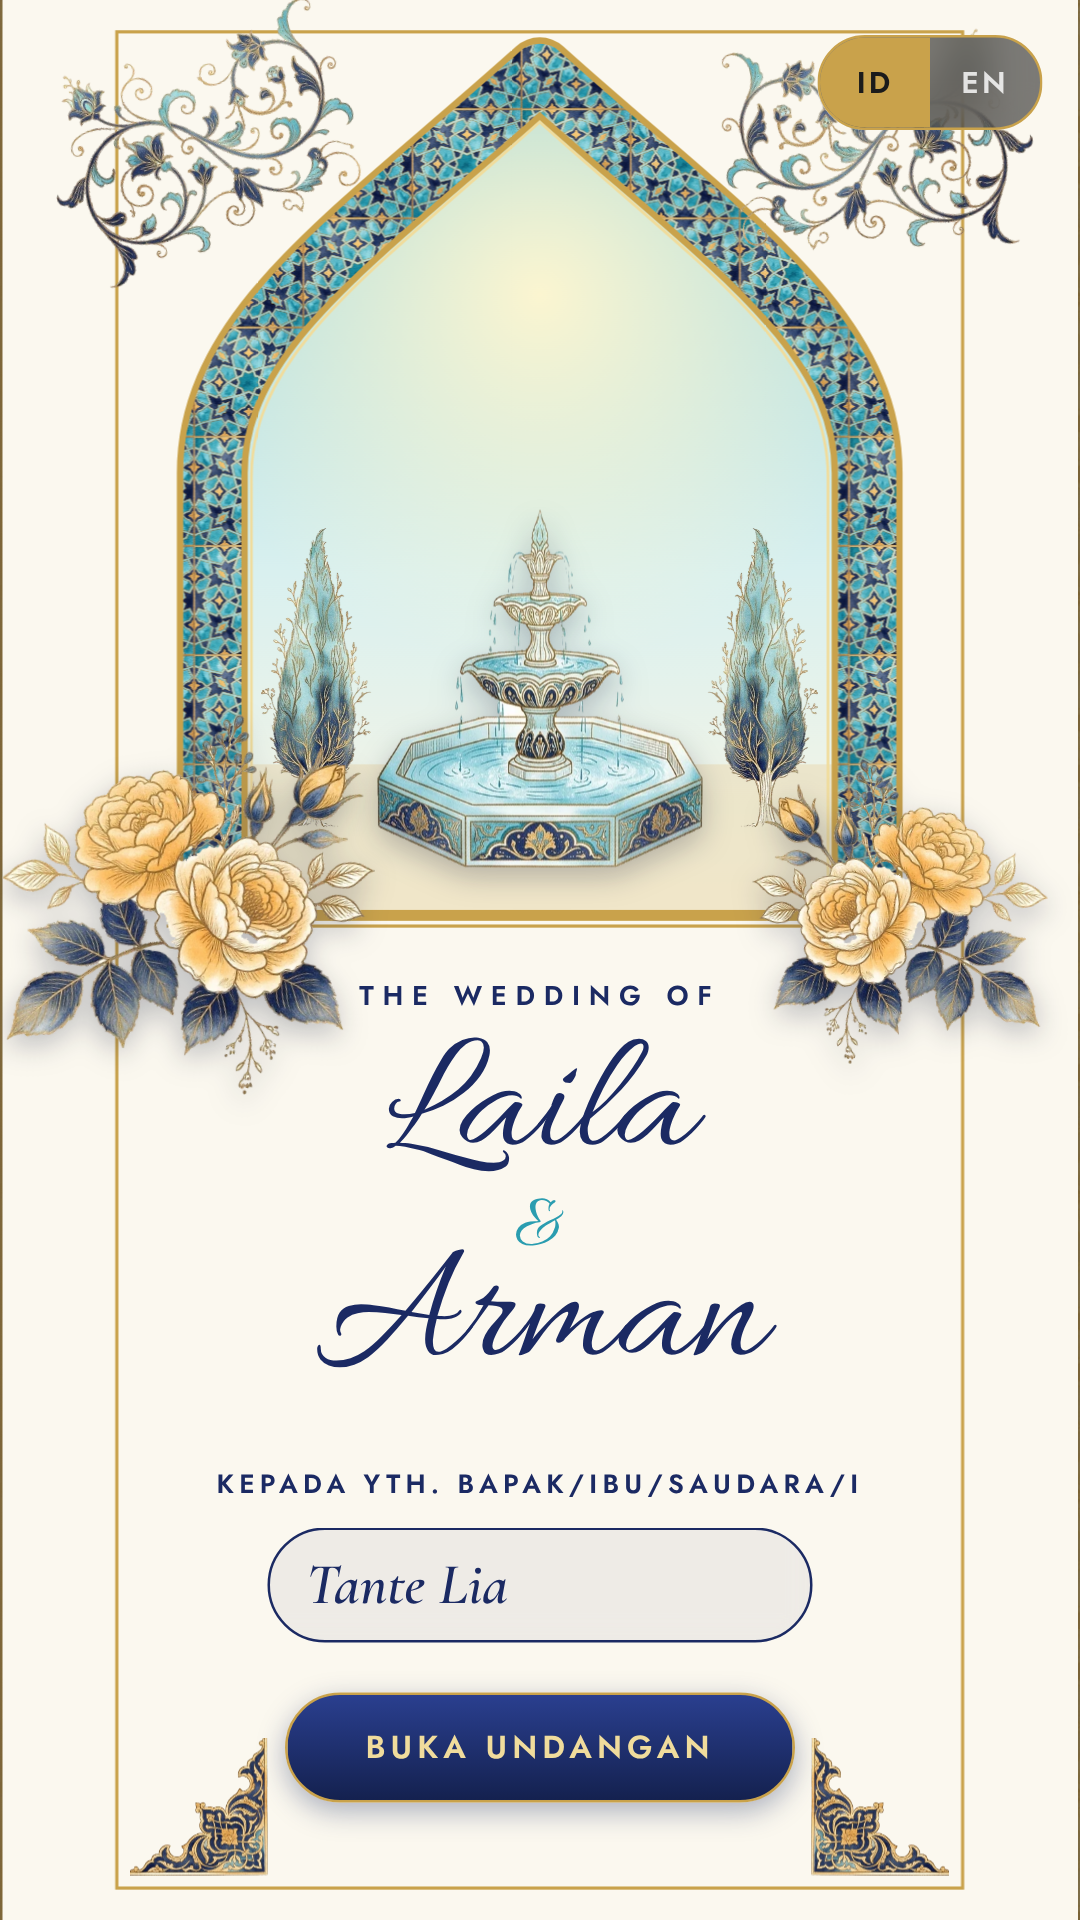 ID EN
THE WEDDING OF
Laila
&
Arman
KEPADA YTH. BAPAK/IBU/SAUDARA/I
Tante Lia
BUKA UNDANGAN